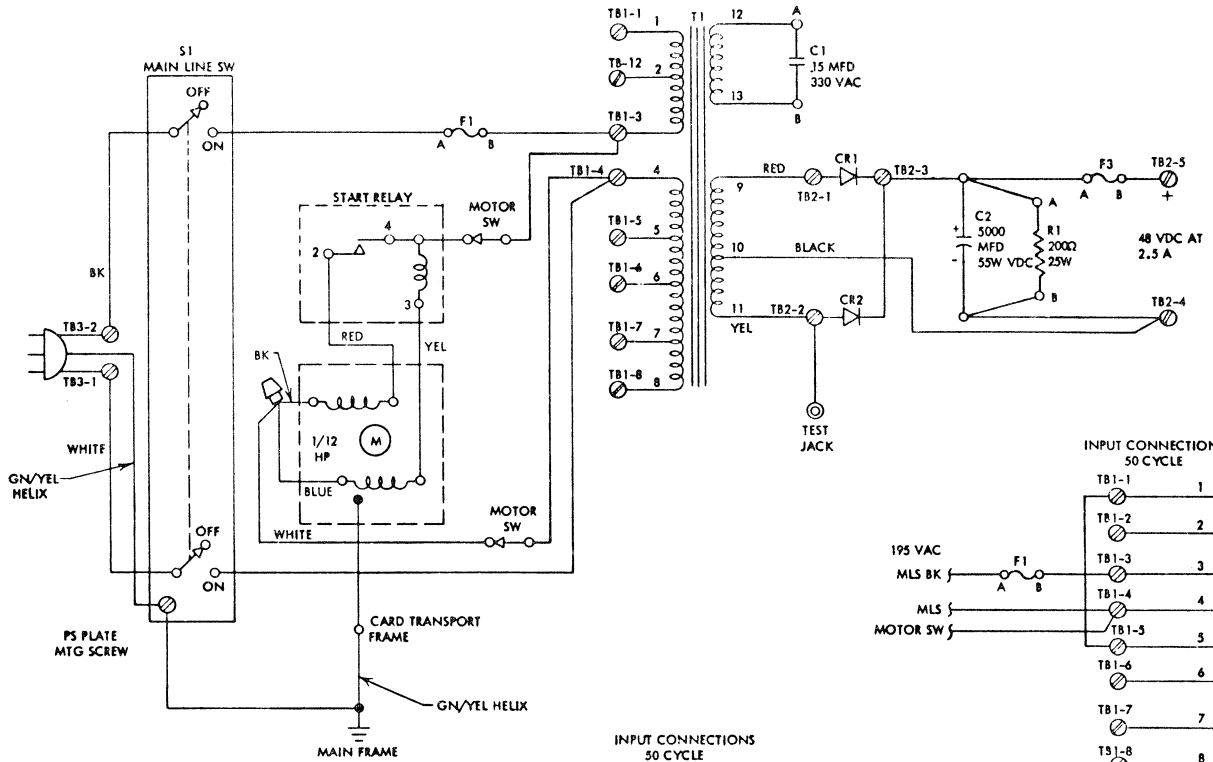 S1
MAIN LINE SW
OFF
ON
BK
TB3-2
TB3-1
WHITE
GN/YEL
HELIX
OFF
ON
PS PLATE
MTG SCREW
F1
A B
START RELAY
4
2
3
MOTOR
SW
RED
YEL
BK
1/12
HP
M
BLUE
WHITE
MOTOR
SW
CARD TRANSPORT
FRAME
GN/YEL HELIX
MAIN FRAME
TB1-1
1
TB-12
2
TB1-3
TB1-4
4
TB1-5
5
TB1-6
6
TB1-7
7
TB1-8
8
T1
12
13
A
C1
.15 MFD
330 VAC
B
9
RED
TB2-1
CR1
TB2-3
10
BLACK
11
YEL
TB2-2
CR2
TEST
JACK
F3
A B
TB2-5
+
A
+
C2
5000
MFD
55W VDC
-
R1
200Ω
25W
B
48 VDC AT
2.5 A
TB2-4
INPUT CONNECTIONS
50 CYCLE
INPUT CONNECTION
50 CYCLE
TB1-1
1
TB1-2
2
195 VAC
MLS BK
F1
A B
TB1-3
3
MLS
TB1-4
4
MOTOR SW
TB1-5
5
TB1-6
6
TB1-7
7
TB1-8
8